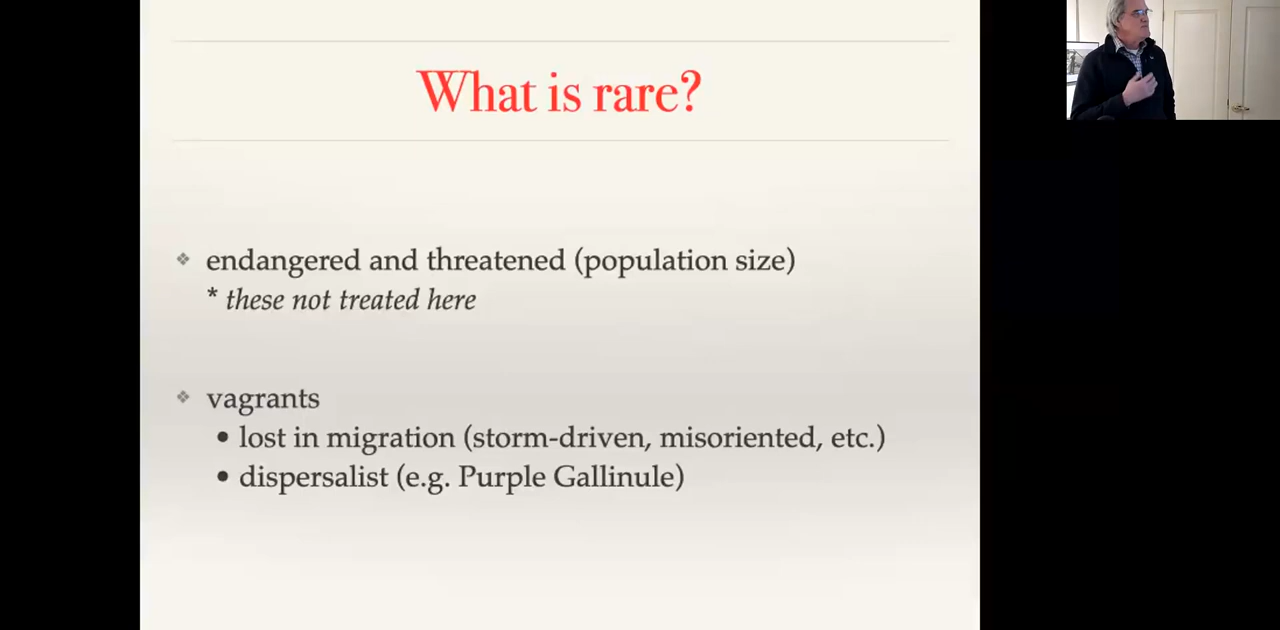 What is rare?
❖ endangered and threatened (population size)
* these not treated here
❖ vagrants
• lost in migration (storm-driven, misoriented, etc.)
• dispersalist (e.g. Purple Gallinule)